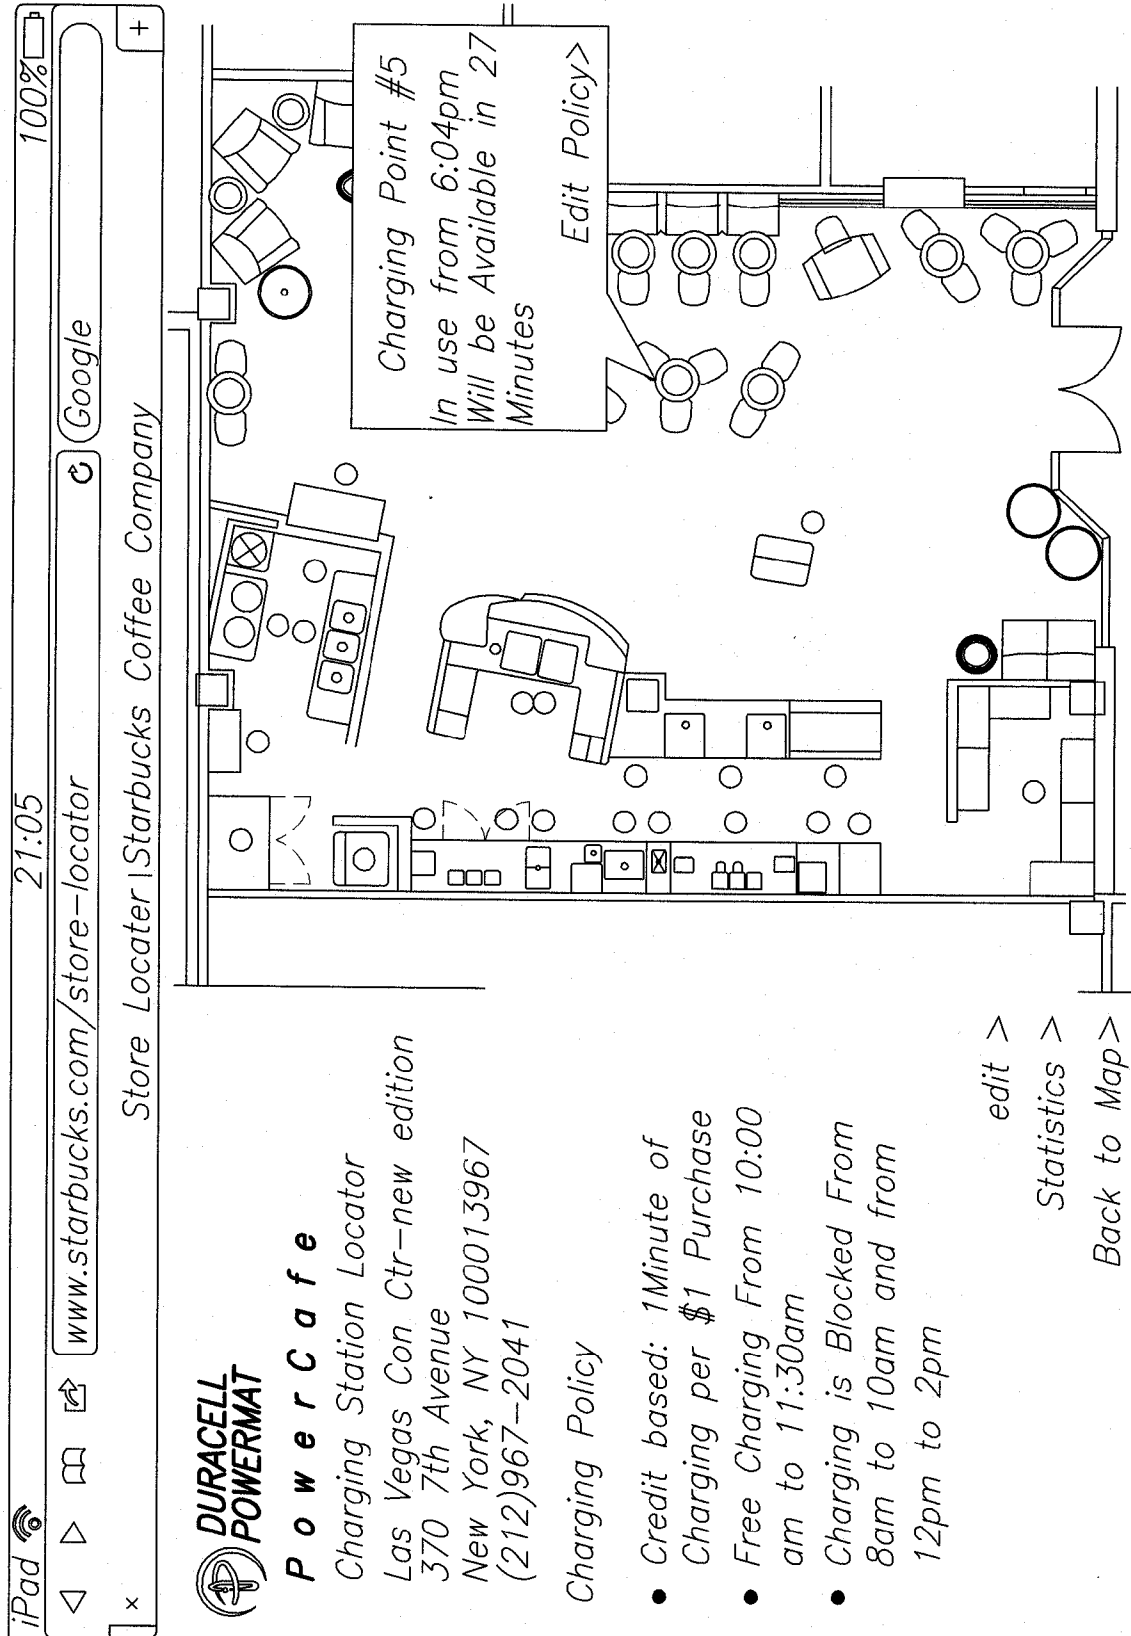 iPad 21:05 100%
www.starbucks.com/store-locator
Google
×
Store Locater|Starbucks Coffee Company
+
DURACELL
POWERMAT
PowerCafe
Charging Station Locator
Las Vegas Con Ctr-new edition
370 7th Avenue
New York, NY 100013967
(212)967-2041
Charging Policy
• Credit based: 1Minute of
Charging per $1 Purchase
• Free Charging From 10:00
am to 11:30am
• Charging is Blocked From
8am to 10am and from
12pm to 2pm
edit >
Statistics >
Back to Map>
Charging Point #5
In use from 6:04pm
Will be Available in 27
Minutes
Edit Policy>